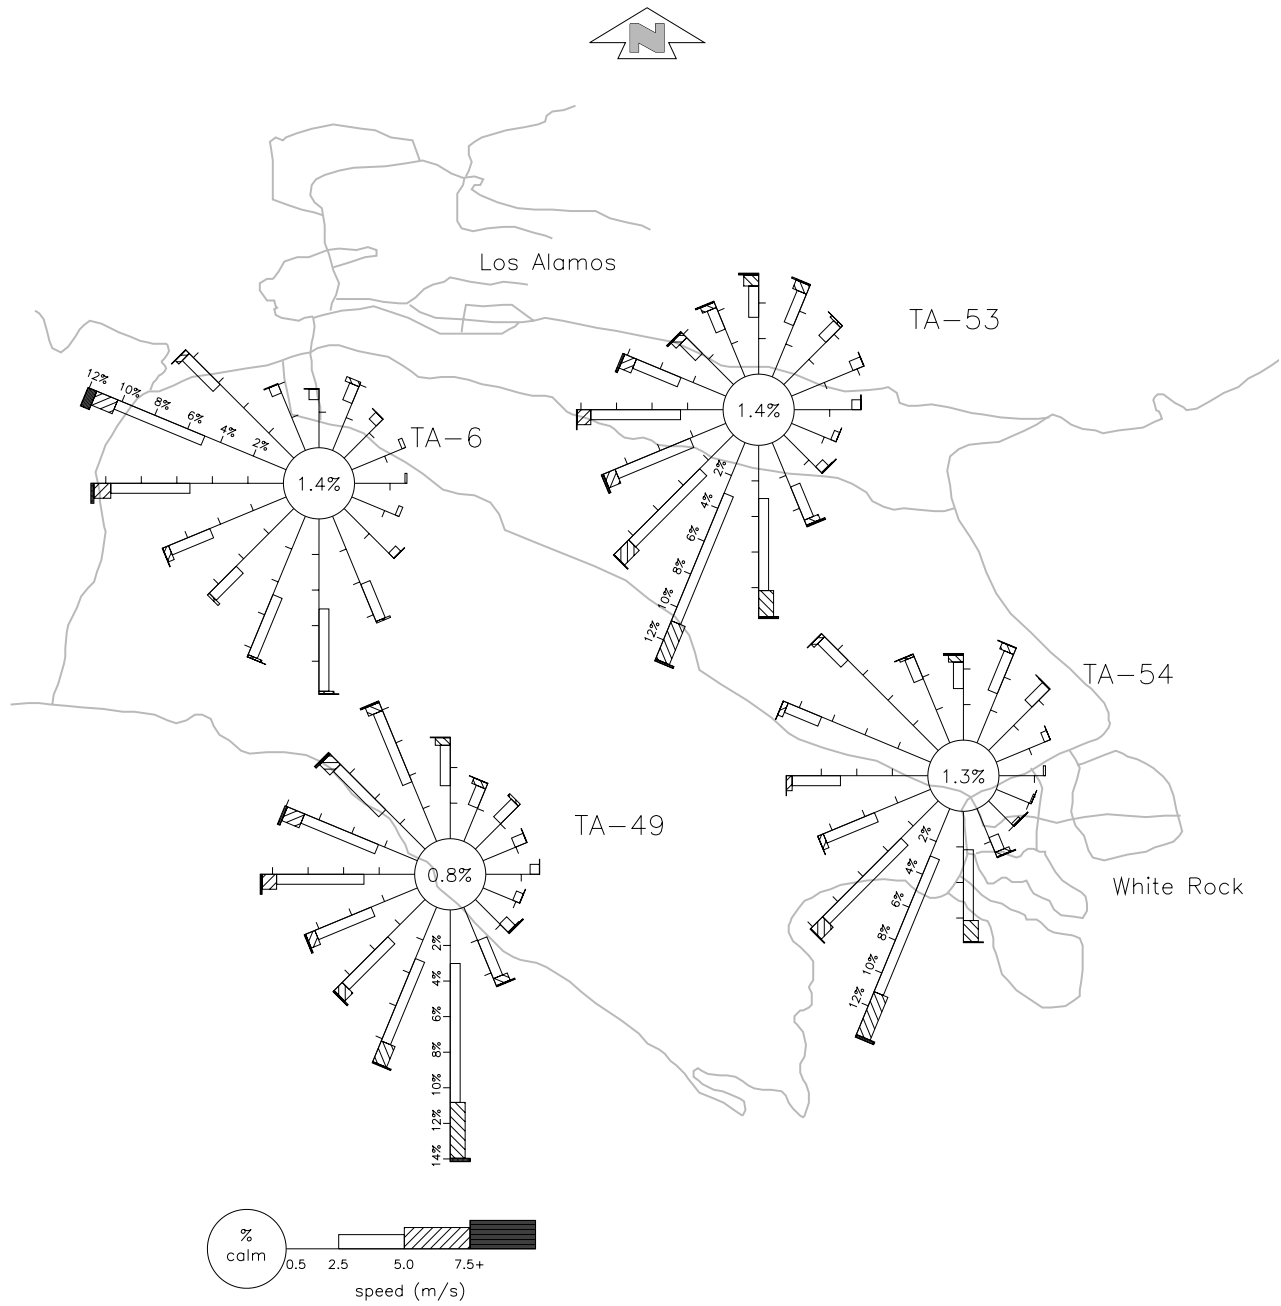 N
Los Alamos
TA-53
1.4%
2%
4%
6%
8%
10%
12%
12%
10%
8%
6%
4%
2%
TA-6
1.4%
TA-54
1.3%
2%
4%
6%
8%
10%
12%
TA-49
0.8%
2%
4%
6%
8%
10%
12%
14%
White Rock
% calm
0.5 2.5 5.0 7.5+
speed (m/s)